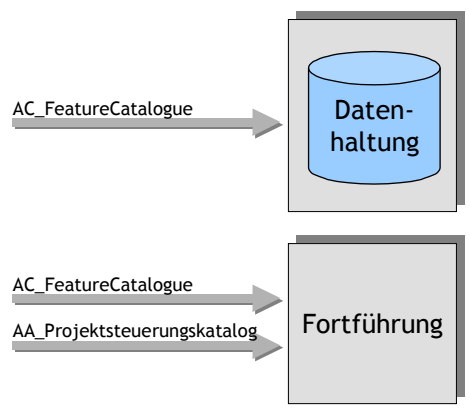 AC_FeatureCatalogue
Daten-
haltung
AC_FeatureCatalogue
AA_Projektsteuerungskatalog
Fortführung